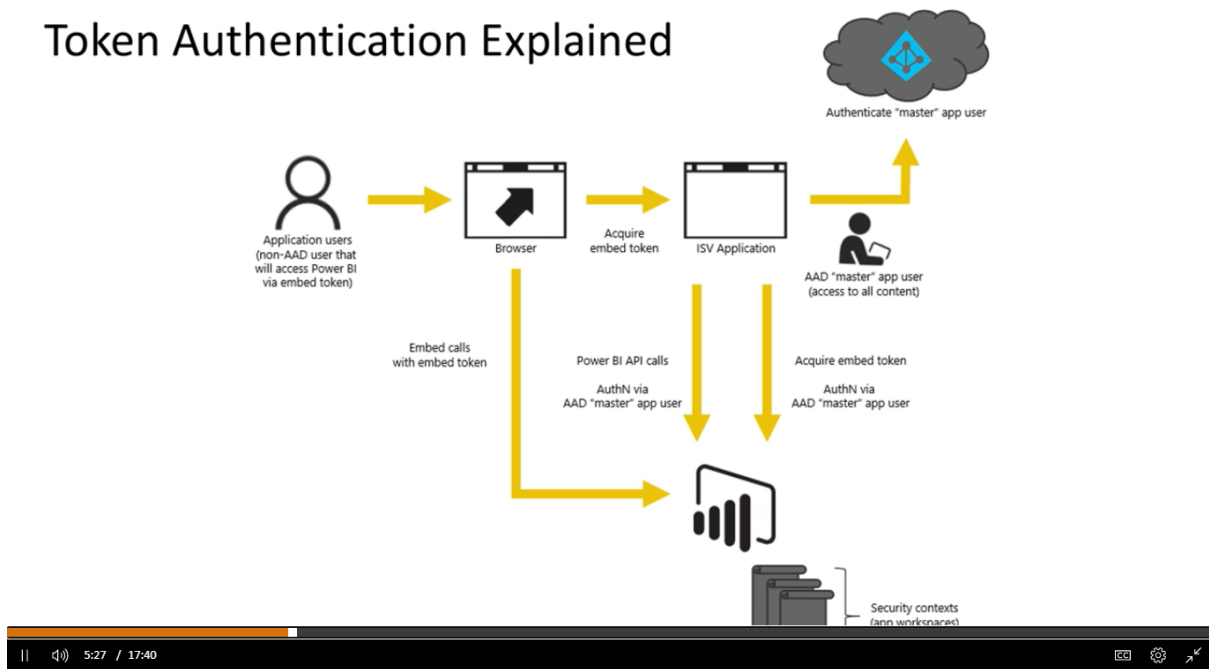 Token Authentication Explained
Authenticate "master" app user
Application users
(non-AAD user that
will access Power BI
via embed token)
Browser
Acquire
embed token
ISV Application
AAD "master" app user
(access to all content)
Embed calls
with embed token
Power BI API calls
AuthN via
AAD "master" app user
Acquire embed token
AuthN via
AAD "master" app user
Security contexts
(app workspaces)
5:27 / 17:40
CC